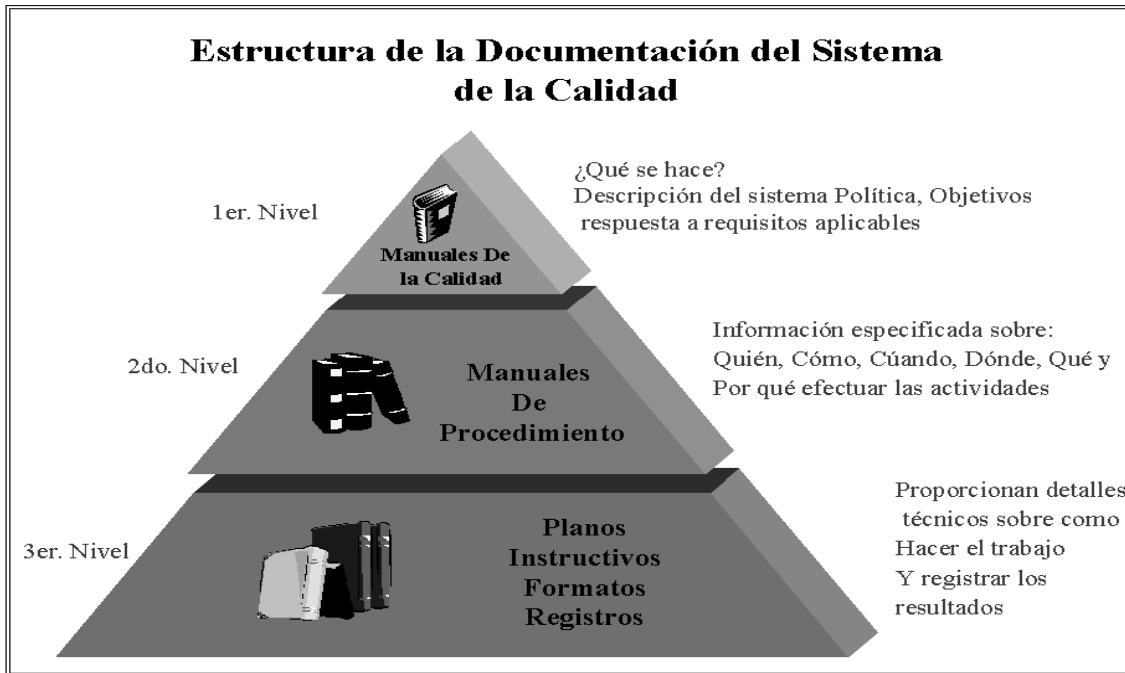 Estructura de la Documentación del Sistema
de la Calidad
1er. Nivel
Manuales De
la Calidad
¿Qué se hace?
Descripción del sistema Política, Objetivos
respuesta a requisitos aplicables
2do. Nivel
Manuales
De
Procedimiento
Información especificada sobre:
Quién, Cómo, Cúando, Dónde, Qué y
Por qué efectuar las actividades
3er. Nivel
Planos
Instructivos
Formatos
Registros
Proporcionan detalles
técnicos sobre como
Hacer el trabajo
Y registrar los
resultados